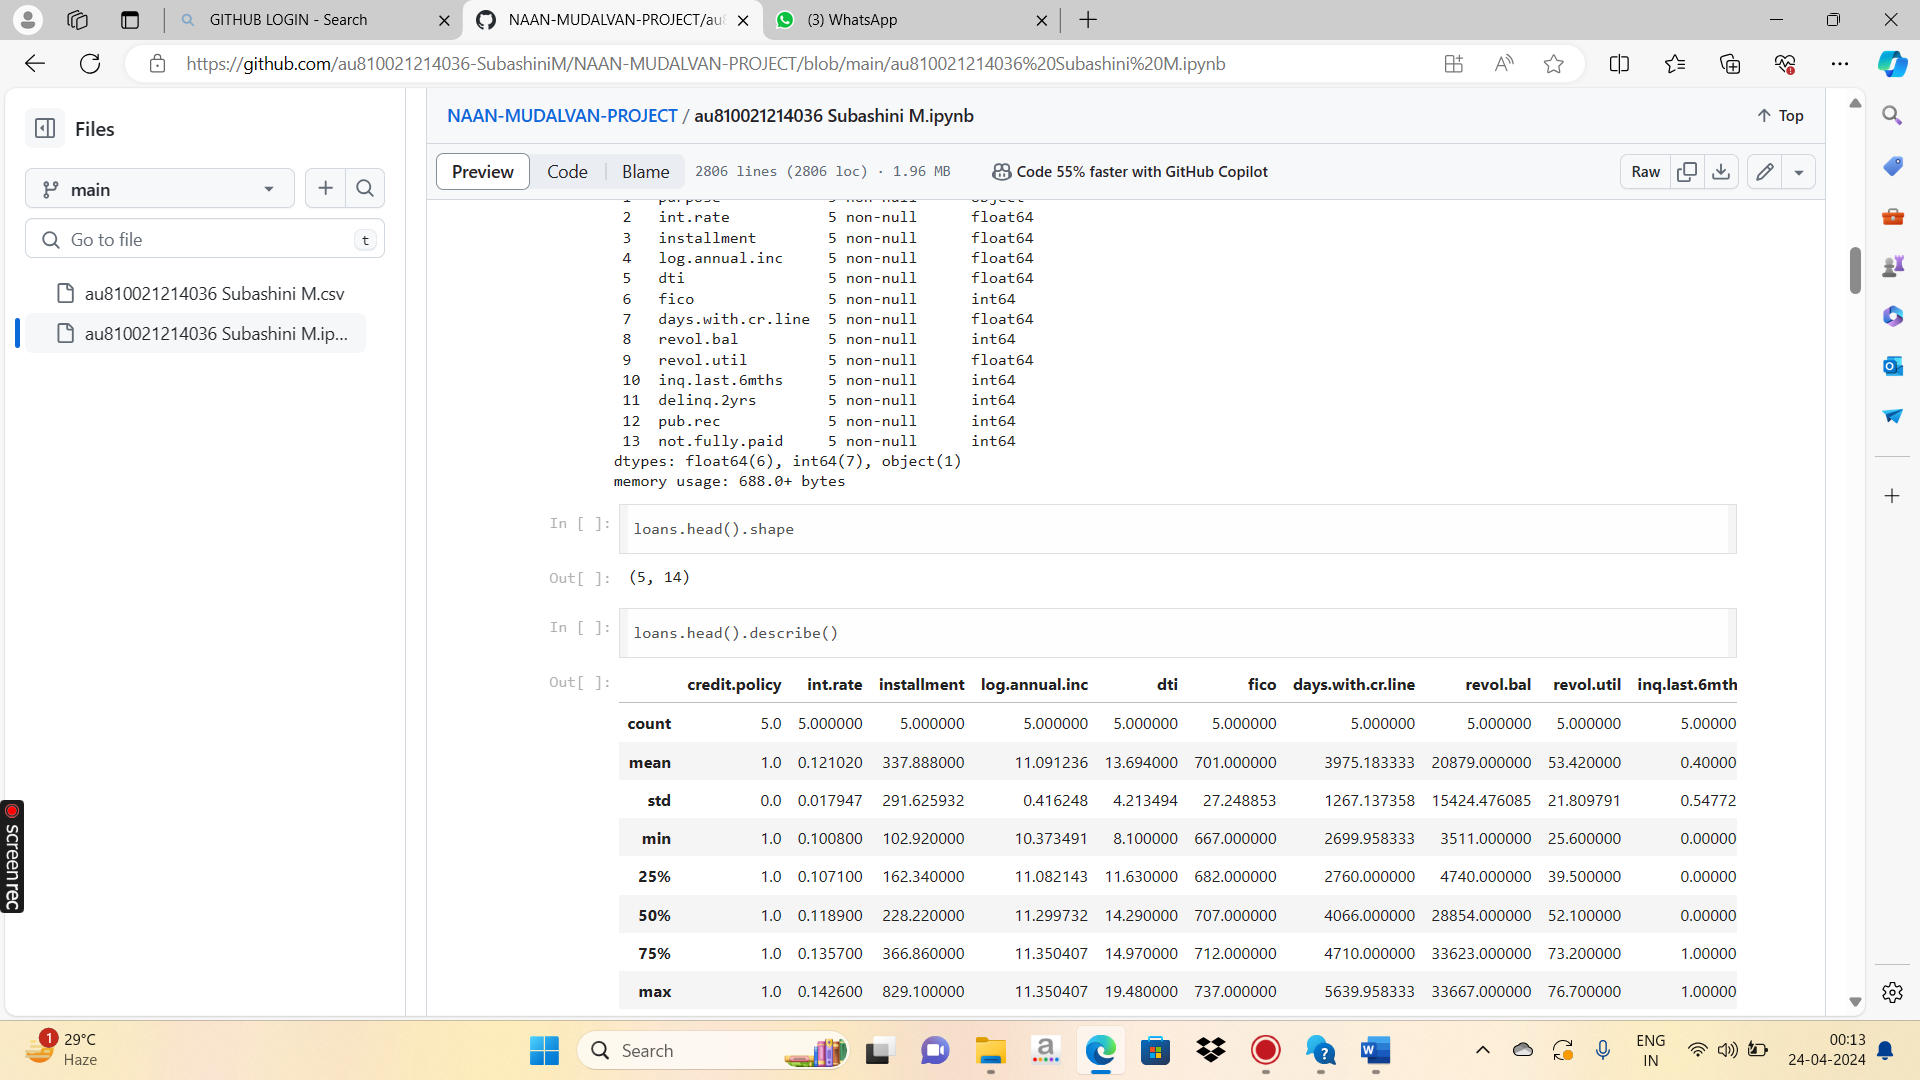 GITHUB LOGIN - Search
NAAN-MUDALVAN-PROJECT/au8
(3) WhatsApp
https://github.com/au810021214036-SubashiniM/NAAN-MUDALVAN-PROJECT/blob/main/au810021214036%20Subashini%20M.ipynb
Files
main
Go to file
t
au810021214036 Subashini M.csv
au810021214036 Subashini M.ip...
NAAN-MUDALVAN-PROJECT / au810021214036 Subashini M.ipynb
Top
Preview Code Blame 2806 lines (2806 loc) · 1.96 MB Code 55% faster with GitHub Copilot
Raw
1 purpose 5 non-null object
2 int.rate 5 non-null float64
3 installment 5 non-null float64
4 log.annual.inc 5 non-null float64
5 dti 5 non-null float64
6 fico 5 non-null int64
7 days.with.cr.line 5 non-null float64
8 revol.bal 5 non-null int64
9 revol.util 5 non-null float64
10 inq.last.6mths 5 non-null int64
11 delinq.2yrs 5 non-null int64
12 pub.rec 5 non-null int64
13 not.fully.paid 5 non-null int64
dtypes: float64(6), int64(7), object(1)
memory usage: 688.0+ bytes
In [ ]: loans.head().shape
Out[ ]: (5, 14)
In [ ]: loans.head().describe()
Out[ ]: credit.policy int.rate installment log.annual.inc dti fico days.with.cr.line revol.bal revol.util inq.last.6mth
count 5.0 5.000000 5.000000 5.000000 5.000000 5.000000 5.000000 5.000000 5.000000 5.00000
mean 1.0 0.121020 337.888000 11.091236 13.694000 701.000000 3975.183333 20879.000000 53.420000 0.40000
std 0.0 0.017947 291.625932 0.416248 4.213494 27.248853 1267.137358 15424.476085 21.809791 0.54772
min 1.0 0.100800 102.920000 10.373491 8.100000 667.000000 2699.958333 3511.000000 25.600000 0.00000
25% 1.0 0.107100 162.340000 11.082143 11.630000 682.000000 2760.000000 4740.000000 39.500000 0.00000
50% 1.0 0.118900 228.220000 11.299732 14.290000 707.000000 4066.000000 28854.000000 52.100000 0.00000
75% 1.0 0.135700 366.860000 11.350407 14.970000 712.000000 4710.000000 33623.000000 73.200000 1.00000
max 1.0 0.142600 829.100000 11.350407 19.480000 737.000000 5639.958333 33667.000000 76.700000 1.00000
screenrec
1
29°C
Haze
Search
ENG
IN
00:13
24-04-2024